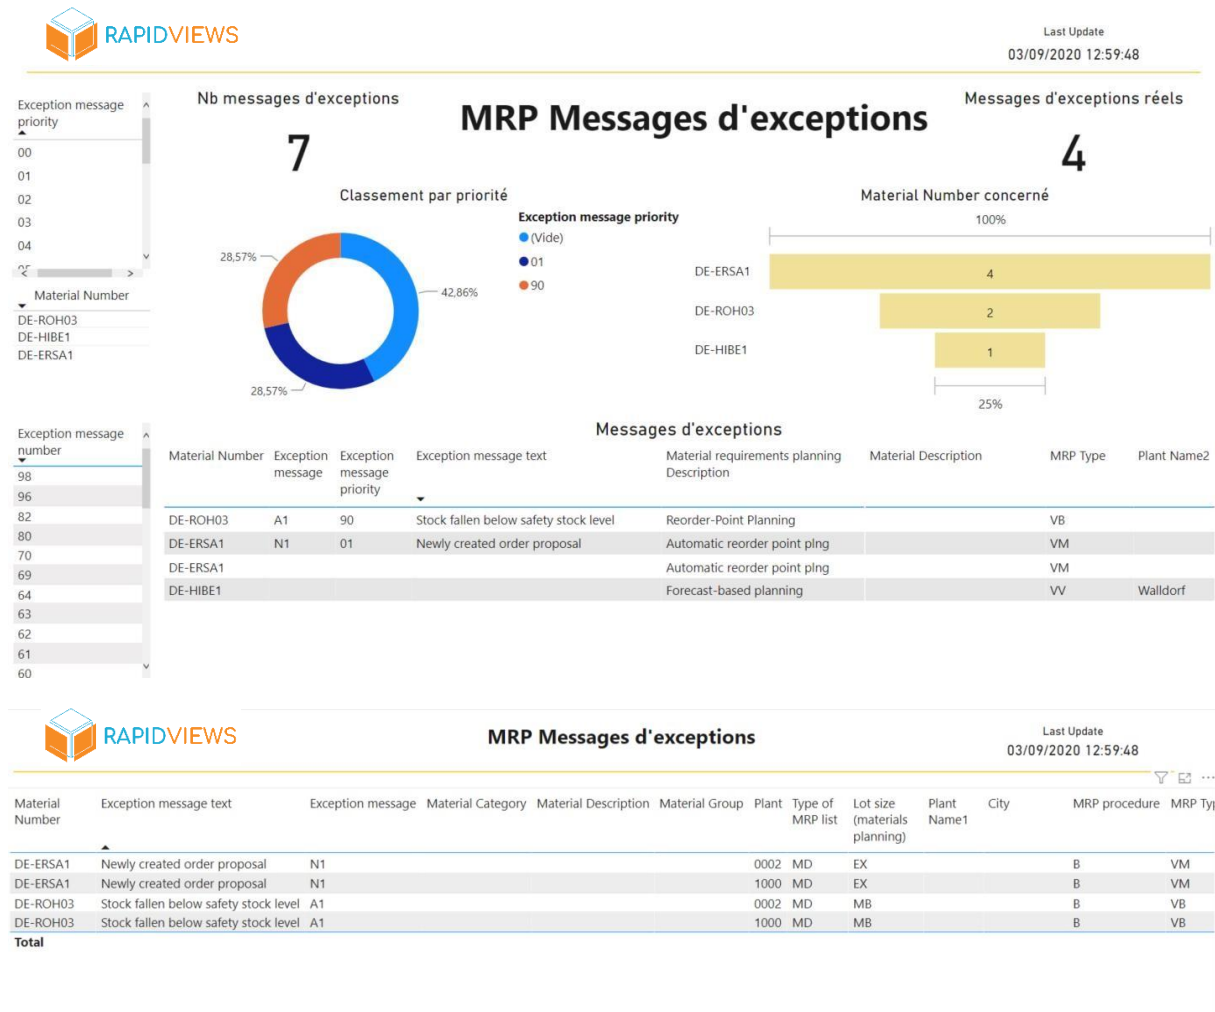 RAPIDVIEWS
Last Update
03/09/2020 12:59:48
Exception message
priority
00
01
02
03
04
Nb messages d'exceptions
7
MRP Messages d'exceptions
Messages d'exceptions réels
4
Classement par priorité
28,57%
42,86%
28,57%
Exception message priority
(Vide)
01
90
Material Number concerné
100%
DE-ERSA1 4
DE-ROH03 2
DE-HIBE1 1
25%
Material Number
DE-ROH03
DE-HIBE1
DE-ERSA1
Exception message
number
98
96
82
80
70
69
64
63
62
61
60
Messages d'exceptions
Material Number Exception Exception Exception message text Material requirements planning Material Description MRP Type Plant Name2
message message Description
priority
DE-ROH03 A1 90 Stock fallen below safety stock level Reorder-Point Planning VB
DE-ERSA1 N1 01 Newly created order proposal Automatic reorder point plng VM
DE-ERSA1 Automatic reorder point plng VM
DE-HIBE1 Forecast-based planning VV Walldorf
RAPIDVIEWS
MRP Messages d'exceptions
Last Update
03/09/2020 12:59:48
Material Exception message text Exception message Material Category Material Description Material Group Plant Type of Lot size Plant City MRP procedure MRP Ty
Number MRP list (materials Name1
planning)
DE-ERSA1 Newly created order proposal N1 0002 MD EX B VM
DE-ERSA1 Newly created order proposal N1 1000 MD EX B VM
DE-ROH03 Stock fallen below safety stock level A1 0002 MD MB B VB
DE-ROH03 Stock fallen below safety stock level A1 1000 MD MB B VB
Total